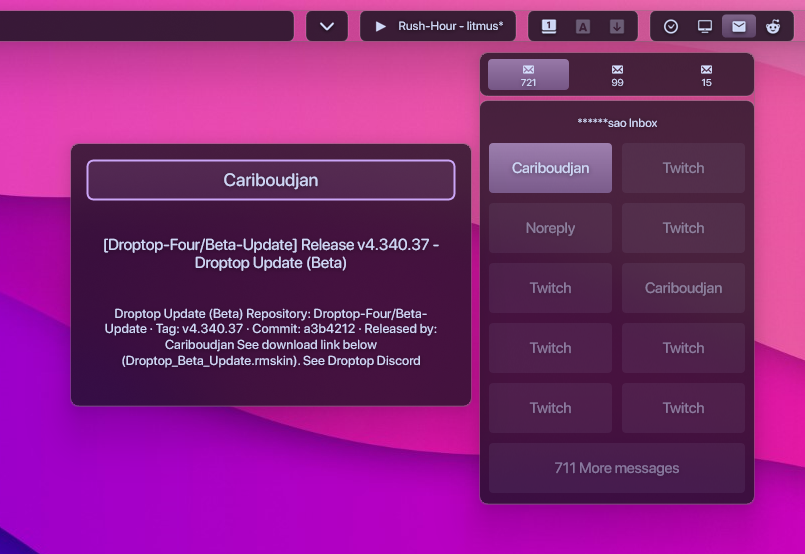 Rush-Hour - litmus*
1
A
721
99
15
******sao Inbox
Cariboudjan
Twitch
Noreply
Twitch
Twitch
Cariboudjan
Twitch
Twitch
Twitch
Twitch
711 More messages
Cariboudjan
[Droptop-Four/Beta-Update] Release v4.340.37 -
Droptop Update (Beta)
Droptop Update (Beta) Repository: Droptop-Four/Beta-
Update · Tag: v4.340.37 · Commit: a3b4212 · Released by:
Cariboudjan See download link below
(Droptop_Beta_Update.rmskin). See Droptop Discord